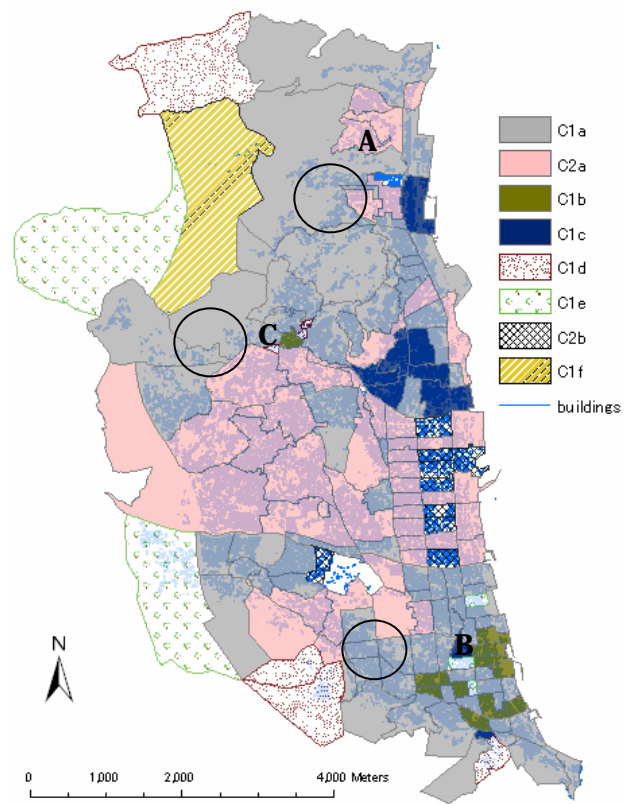 A
C
B
C1a
C2a
C1b
C1c
C1d
C1e
C2b
C1f
buildings
N
0 1,000 2,000 4,000 Meters